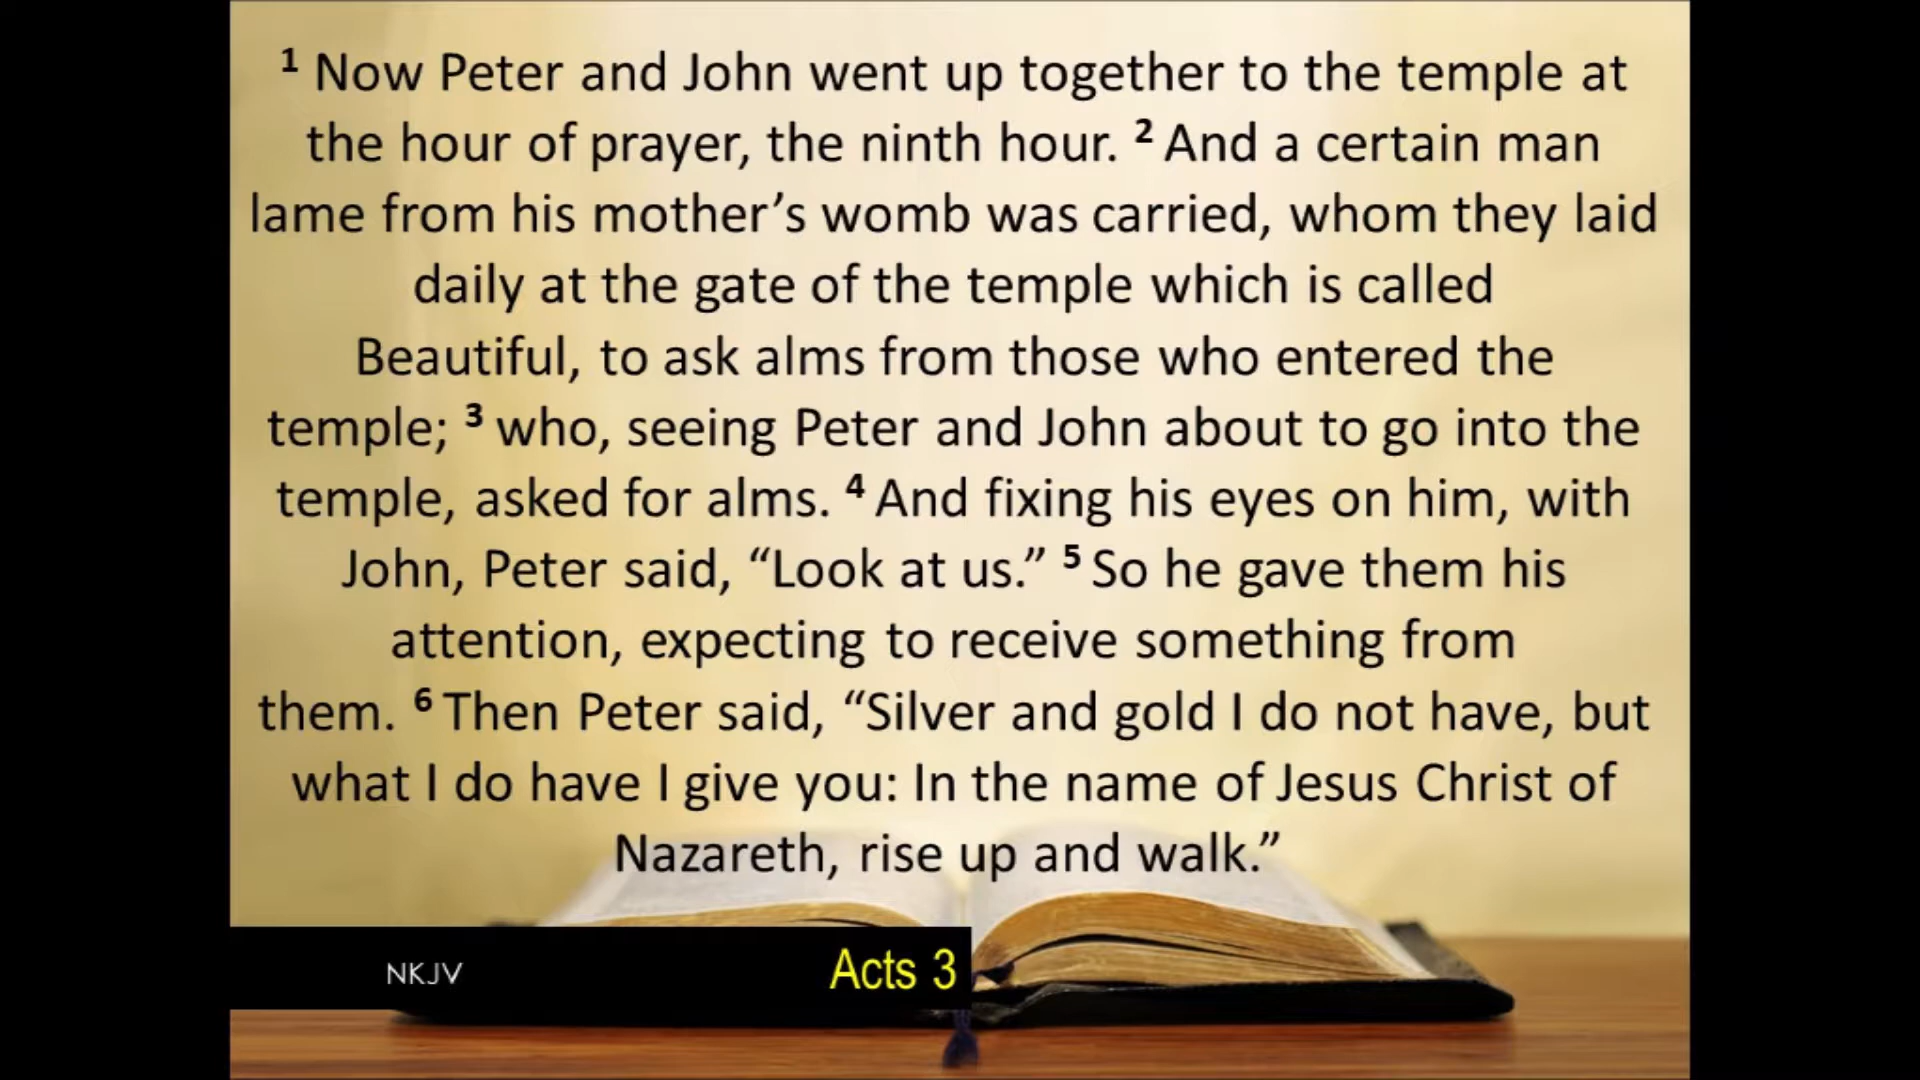 1 Now Peter and John went up together to the temple at
the hour of prayer, the ninth hour. 2 And a certain man
lame from his mother’s womb was carried, whom they laid
daily at the gate of the temple which is called
Beautiful, to ask alms from those who entered the
temple; 3 who, seeing Peter and John about to go into the
temple, asked for alms. 4 And fixing his eyes on him, with
John, Peter said, “Look at us.” 5 So he gave them his
attention, expecting to receive something from
them. 6 Then Peter said, “Silver and gold I do not have, but
what I do have I give you: In the name of Jesus Christ of
Nazareth, rise up and walk.”
NKJV
Acts 3